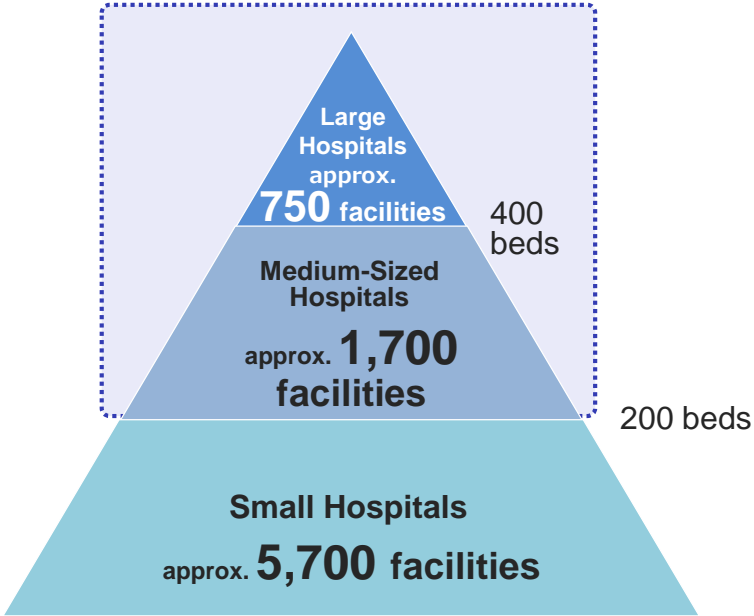 Large
Hospitals
approx.
750 facilities
400
beds
Medium-Sized
Hospitals
approx. 1,700
facilities
200 beds
Small Hospitals
approx. 5,700 facilities